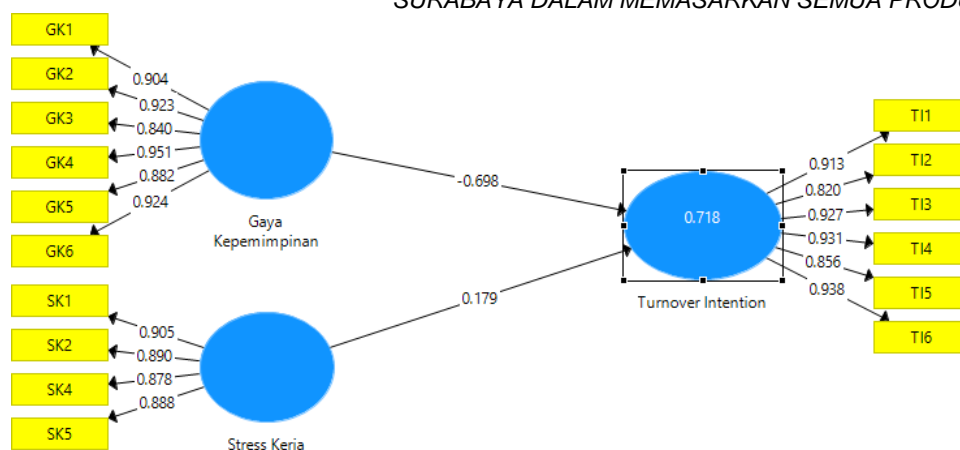 SURABAYA DALAM MEMASARKAN SEMUA PRODU
GK1
GK2
GK3
GK4
GK5
GK6
0.904
0.923
0.840
0.951
0.882
0.924
Gaya
Kepemimpinan
SK1
SK2
SK4
SK5
0.905
0.890
0.878
0.888
Stress Kerja
-0.698
0.179
0.718
Turnover Intention
0.913
0.820
0.927
0.931
0.856
0.938
TI1
TI2
TI3
TI4
TI5
TI6